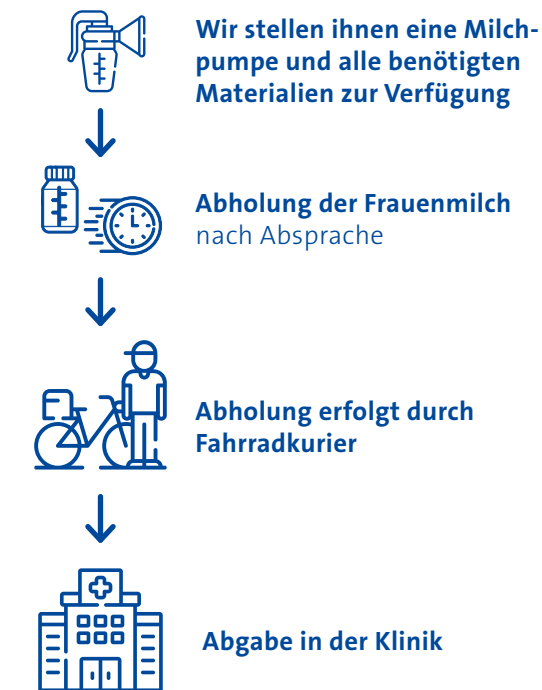 Wir stellen ihnen eine Milch-
pumpe und alle benötigten
Materialien zur Verfügung
Abholung der Frauenmilch
nach Absprache
Abholung erfolgt durch
Fahrradkurier
Abgabe in der Klinik